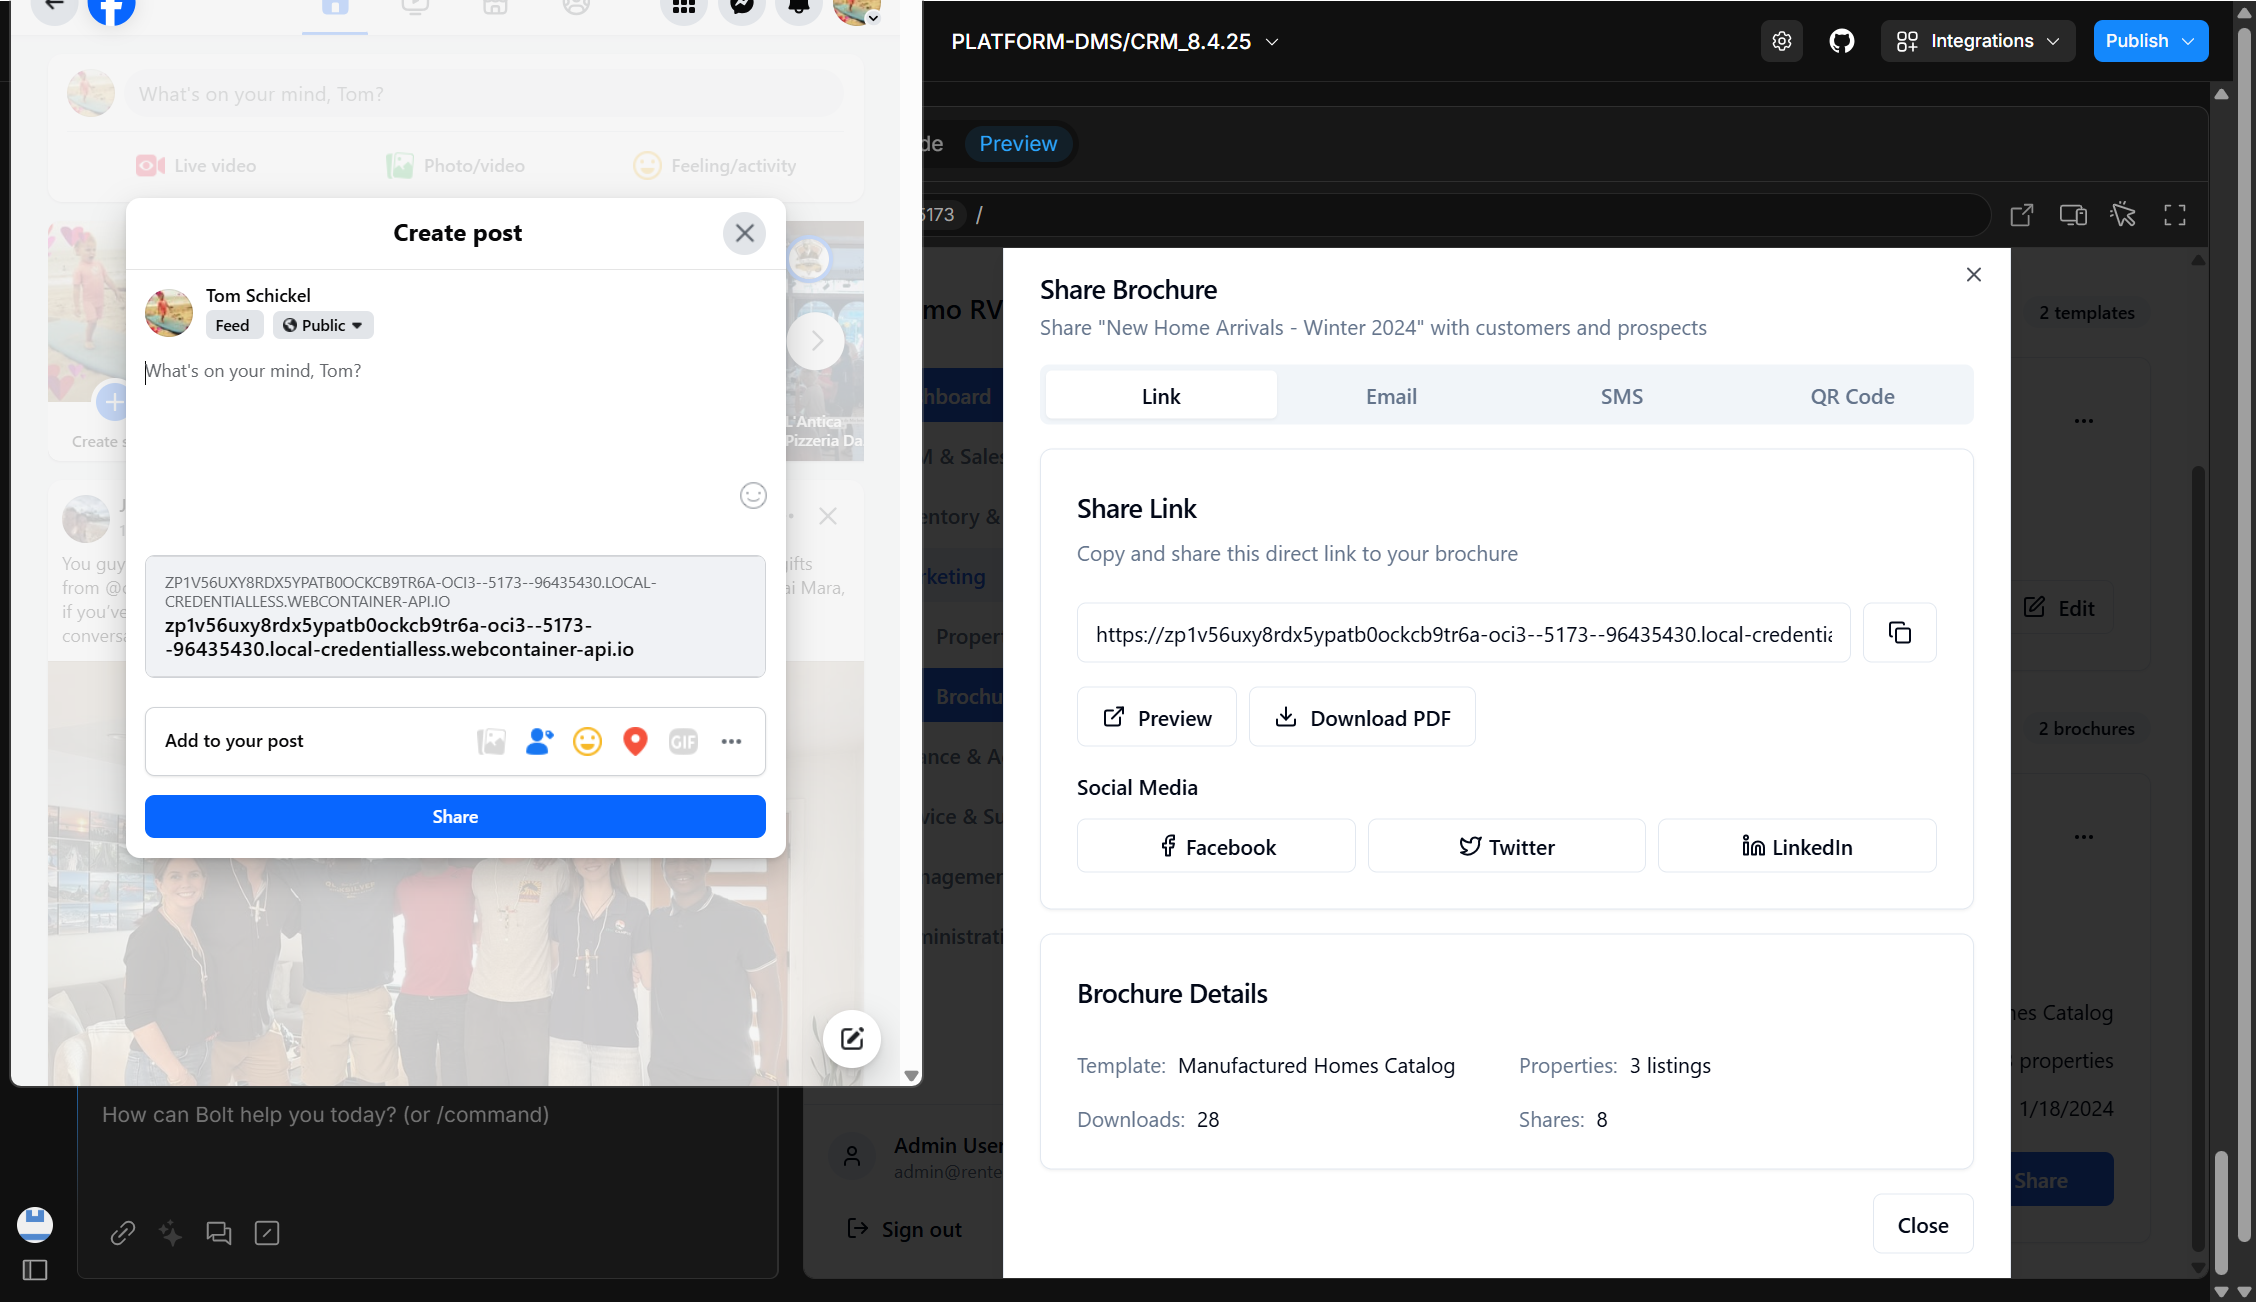 What's on your mind, Tom?
Live video
Photo/video
Feeling/activity
Create post
Tom Schickel
Feed
Public
What's on your mind, Tom?
L'Antica
Pizzeria Da
Create s
You guy
from @
if you've
conversa
ifts
ai Mara,
ZP1V56UXY8RDX5YPATB0OCKCB9TR6A-OCI3--5173--96435430.LOCAL-
CREDENTIALLESS.WEBCONTAINER-API.IO
zp1v56uxy8rdx5ypatb0ockcb9tr6a-oci3--5173-
-96435430.local-credentialless.webcontainer-api.io
Add to your post
GIF
Share
How can Bolt help you today? (or /command)
PLATFORM-DMS/CRM_8.4.25
Integrations
Publish
de
Preview
5173 /
mo RV
hboard
M & Sales
entory &
rketing
Proper
Brochu
ance & A
vice & Su
nagemen
ministrati
Admin User
admin@rente
Sign out
Share Brochure
Share "New Home Arrivals - Winter 2024" with customers and prospects
Link
Email
SMS
QR Code
Share Link
Copy and share this direct link to your brochure
https://zp1v56uxy8rdx5ypatb0ockcb9tr6a-oci3--5173--96435430.local-credentia
Preview
Download PDF
Social Media
Facebook
Twitter
LinkedIn
Brochure Details
Template: Manufactured Homes Catalog
Properties: 3 listings
Downloads: 28
Shares: 8
Close
2 templates
Edit
2 brochures
nes Catalog
properties
1/18/2024
Share